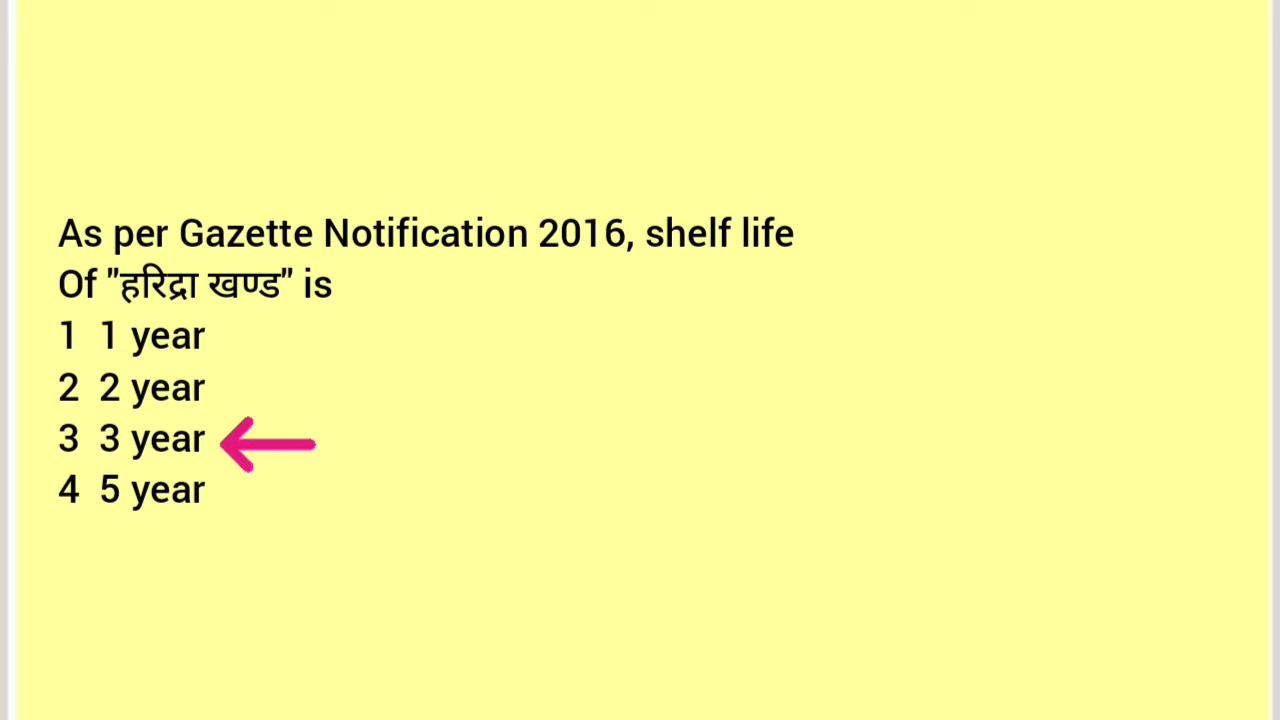 As per Gazette Notification 2016, shelf life
Of "हरिद्रा खण्ड" is
1 1 year
2 2 year
3 3 year
4 5 year